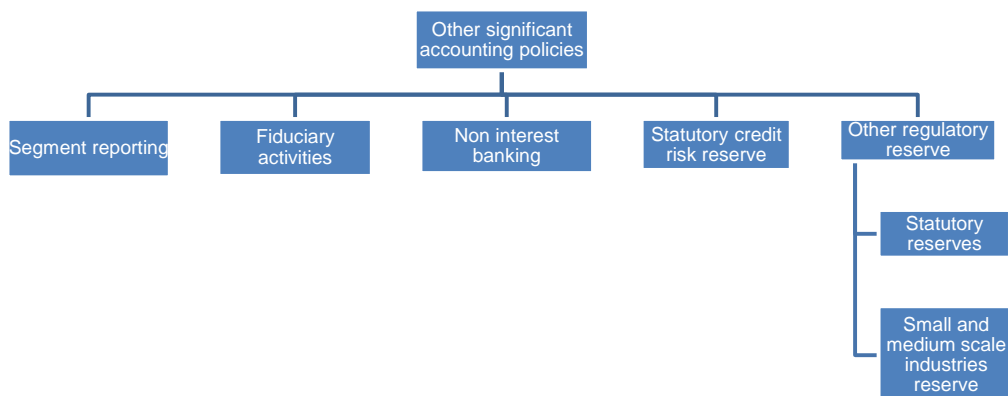 Other significant
accounting policies
Segment reporting
Fiduciary
activities
Non interest
banking
Statutory credit
risk reserve
Other regulatory
reserve
Statutory
reserves
Small and
medium scale
industries
reserve